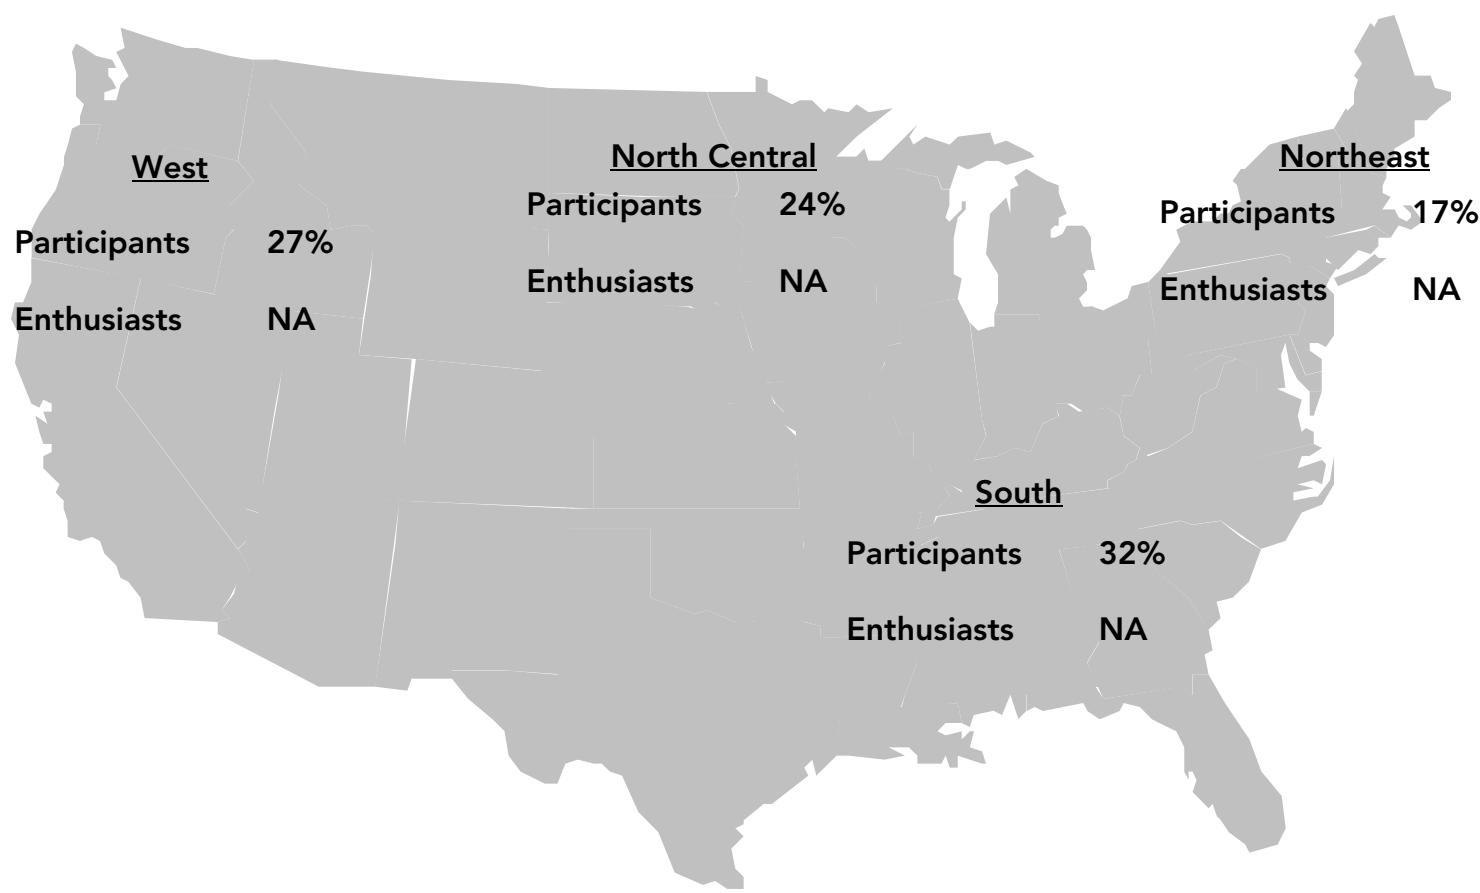 West
Participants 27%
Enthusiasts NA
North Central
Participants 24%
Enthusiasts NA
Northeast
Participants 17%
Enthusiasts NA
South
Participants 32%
Enthusiasts NA